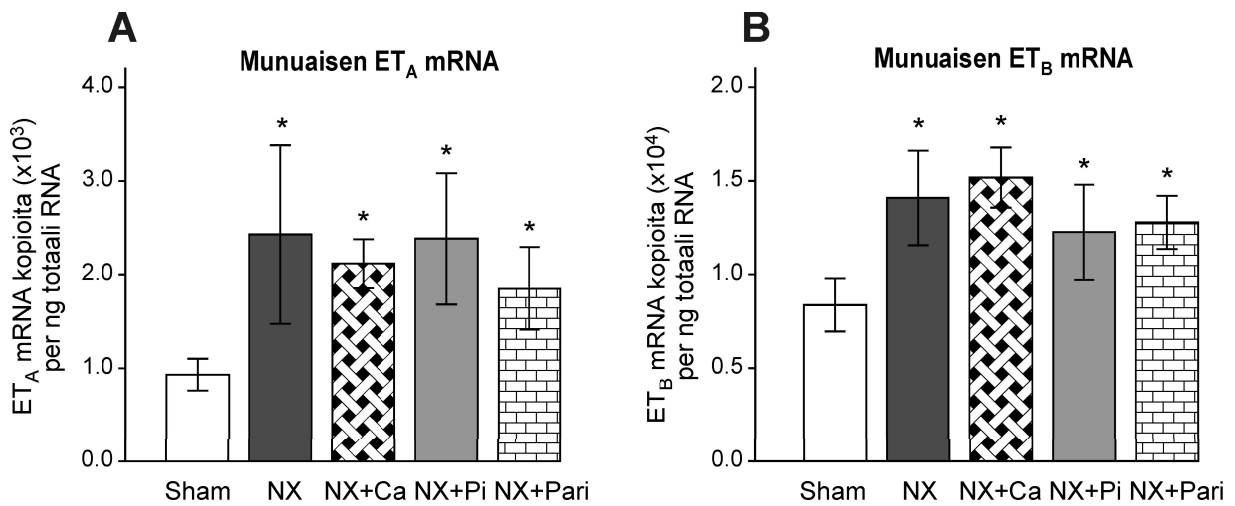 A
Munuaisen ETA mRNA
ETA mRNA kopioita (x10³)
per ng totaali RNA
4.0
3.0
2.0
1.0
0.0
* * * *
Sham NX NX+Ca NX+Pi NX+Pari
B
Munuaisen ETB mRNA
ETB mRNA kopioita (x10⁴)
per ng totaali RNA
2.0
1.5
1.0
0.5
0.0
* * * *
Sham NX NX+Ca NX+Pi NX+Pari